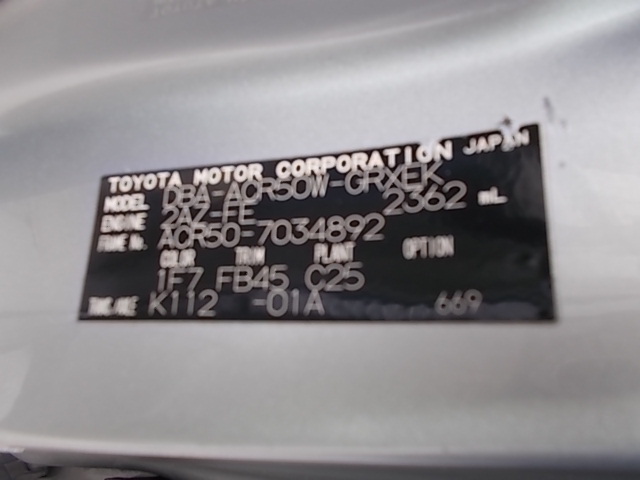 TOYOTA MOTOR CORPORATION JAPAN
MODEL DBA-ACR50W-GRXEK
ENGINE 2AZ-FE 2362 mL
FRAME No. ACR50-7034892
COLOR TRIM PLANT OPTION
1F7 FB45 C25
TRANS./AXLE K112 -01A 669